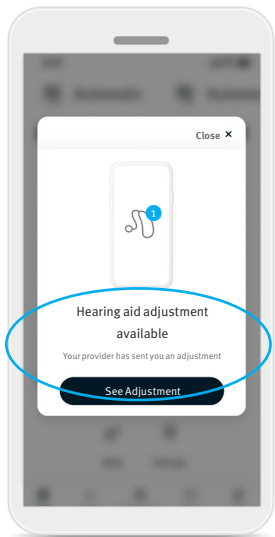 Close ×
1
Hearing aid adjustment
available
Your provider has sent you an adjustment
See Adjustment